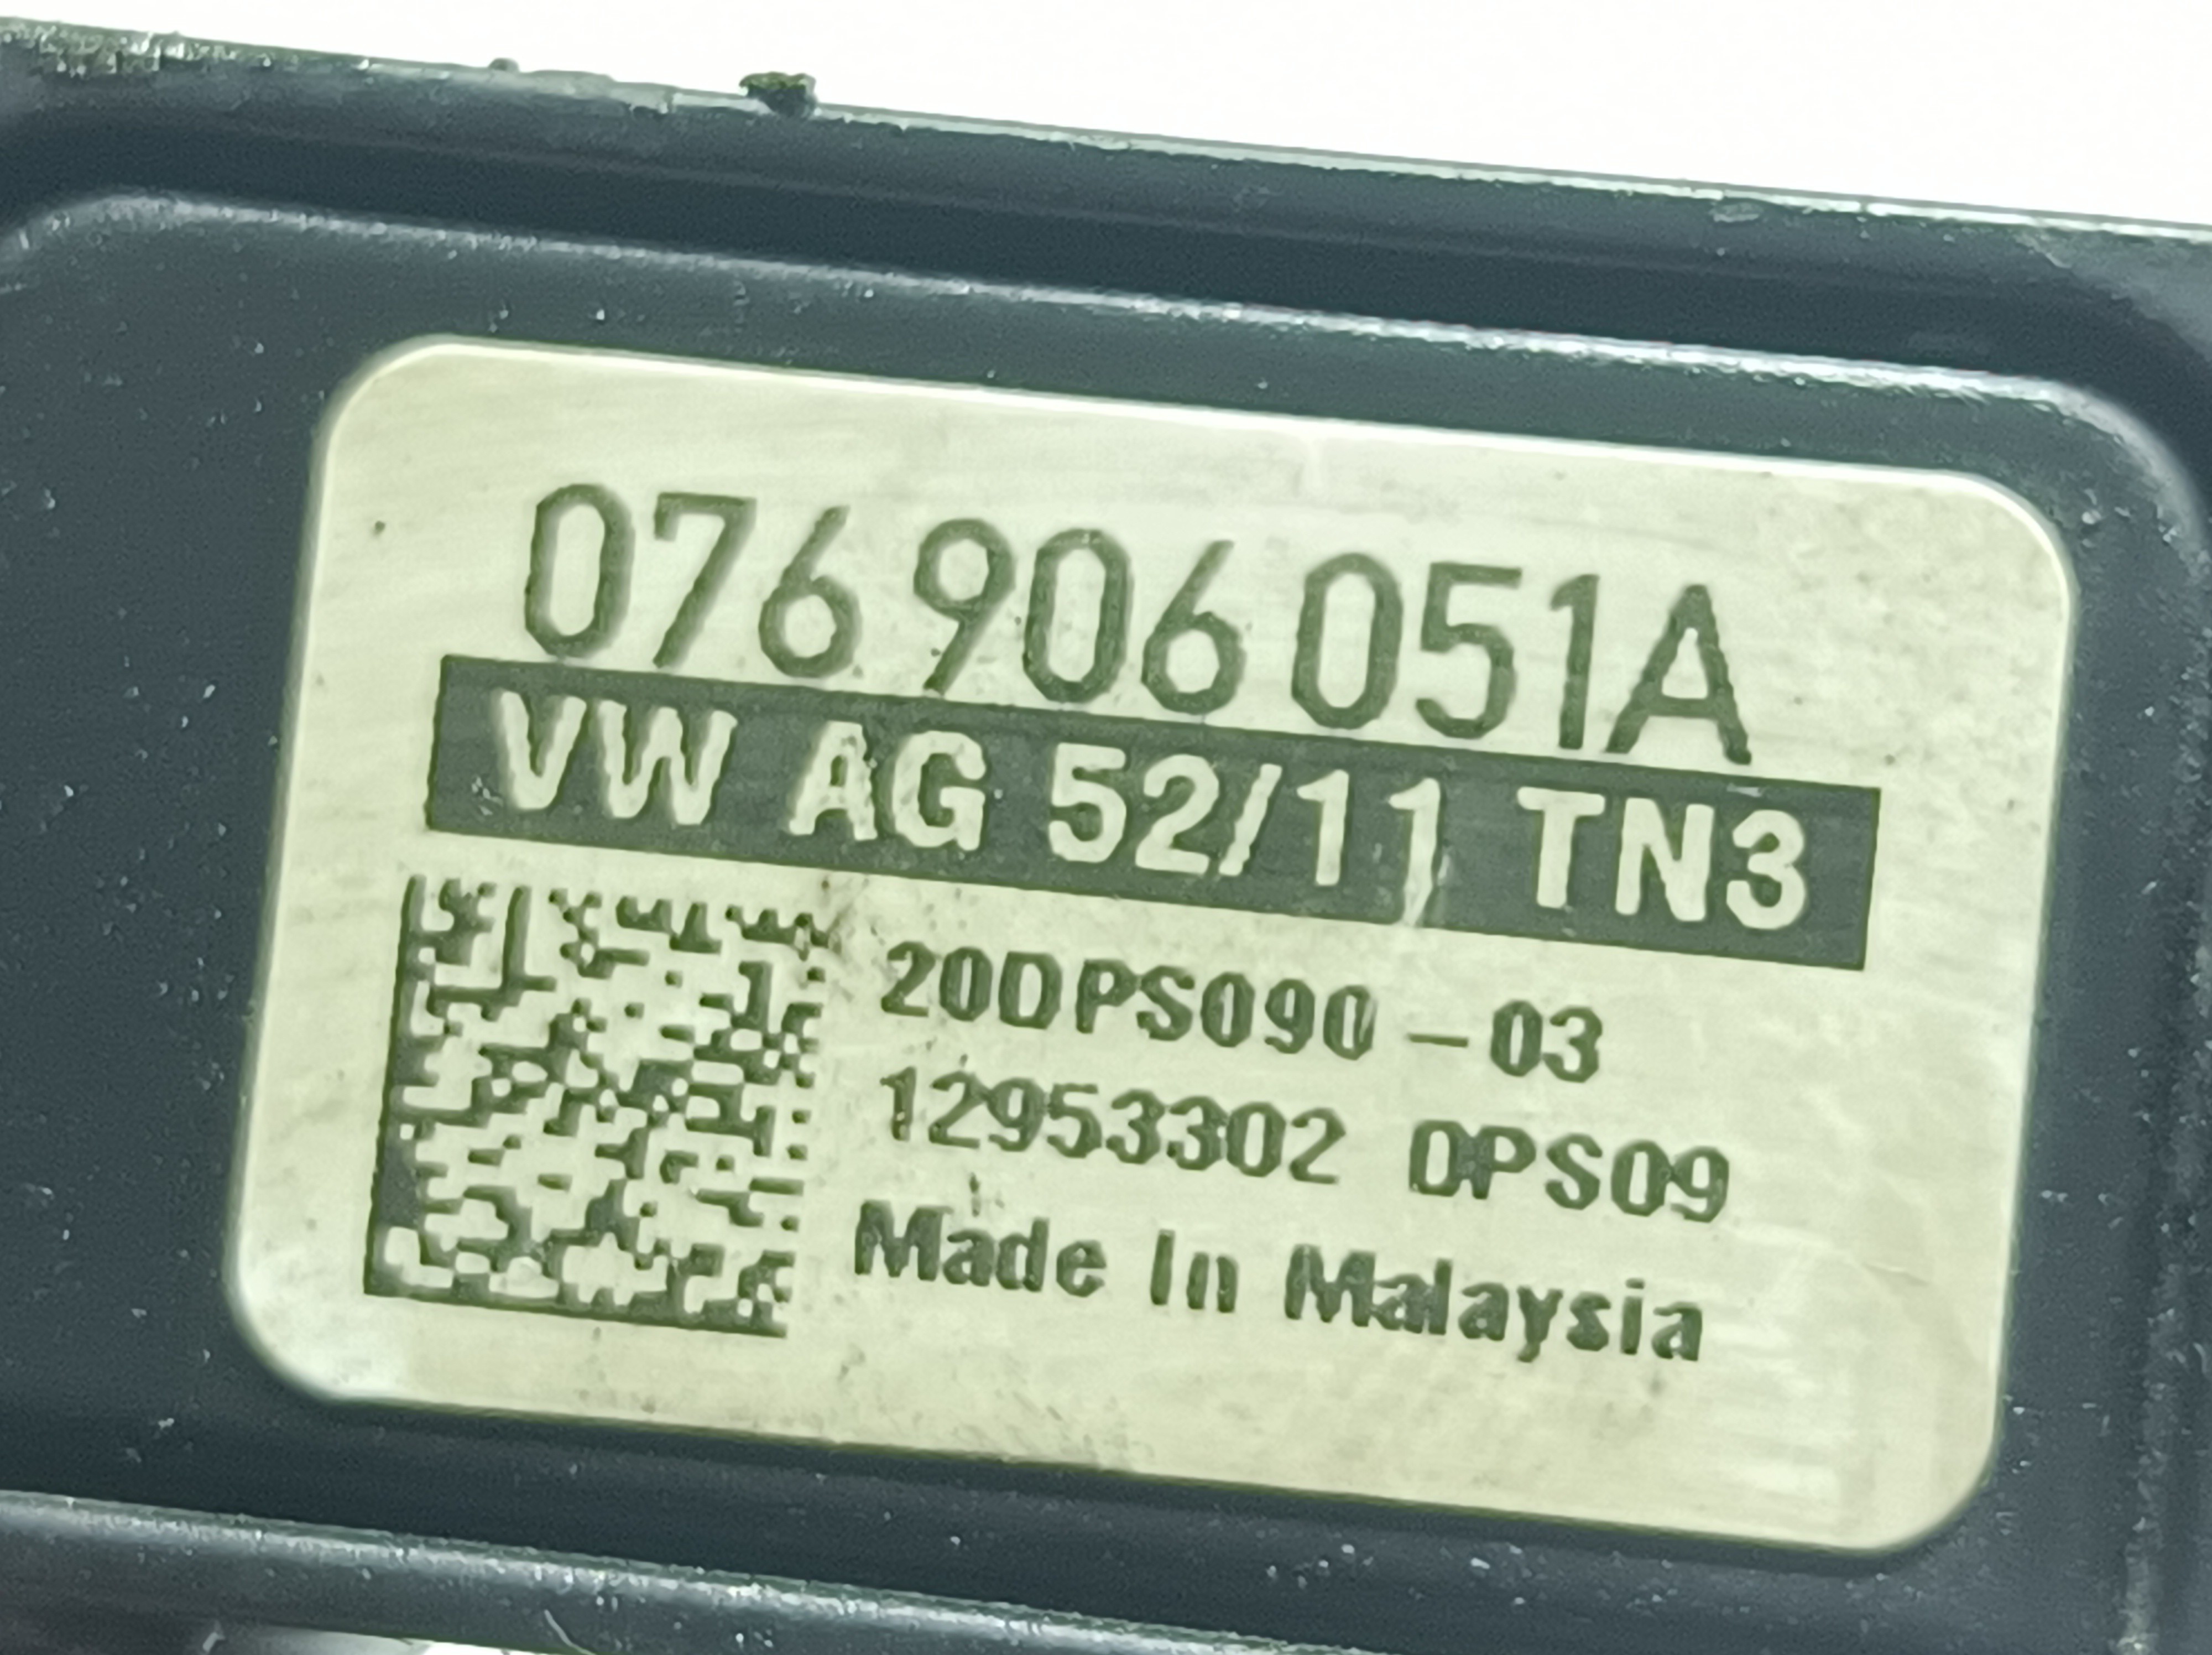 076 906 051A
VW AG 52/11 TN3
20DPS090-03
12953302 DPS09
Made In Malaysia